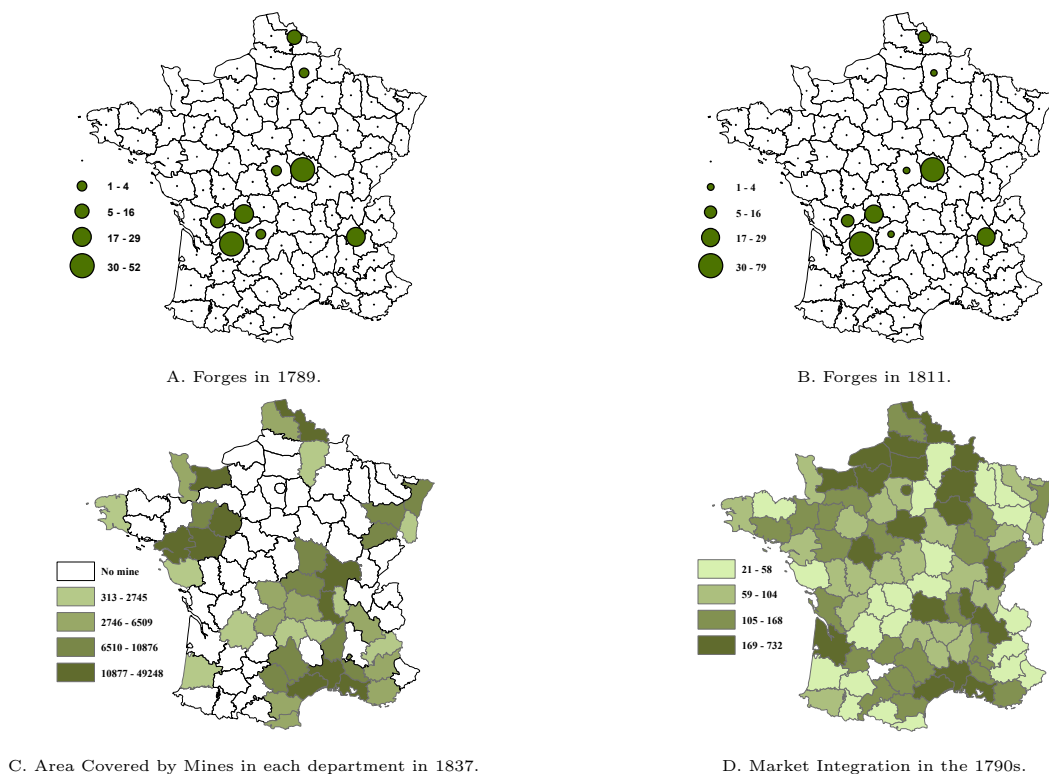 1 - 4
5 - 16
17 - 29
30 - 52
A. Forges in 1789.
1 - 4
5 - 16
17 - 29
30 - 79
B. Forges in 1811.
No mine
313 - 2745
2746 - 6509
6510 - 10876
10877 - 49248
C. Area Covered by Mines in each department in 1837.
21 - 58
59 - 104
105 - 168
169 - 732
D. Market Integration in the 1790s.